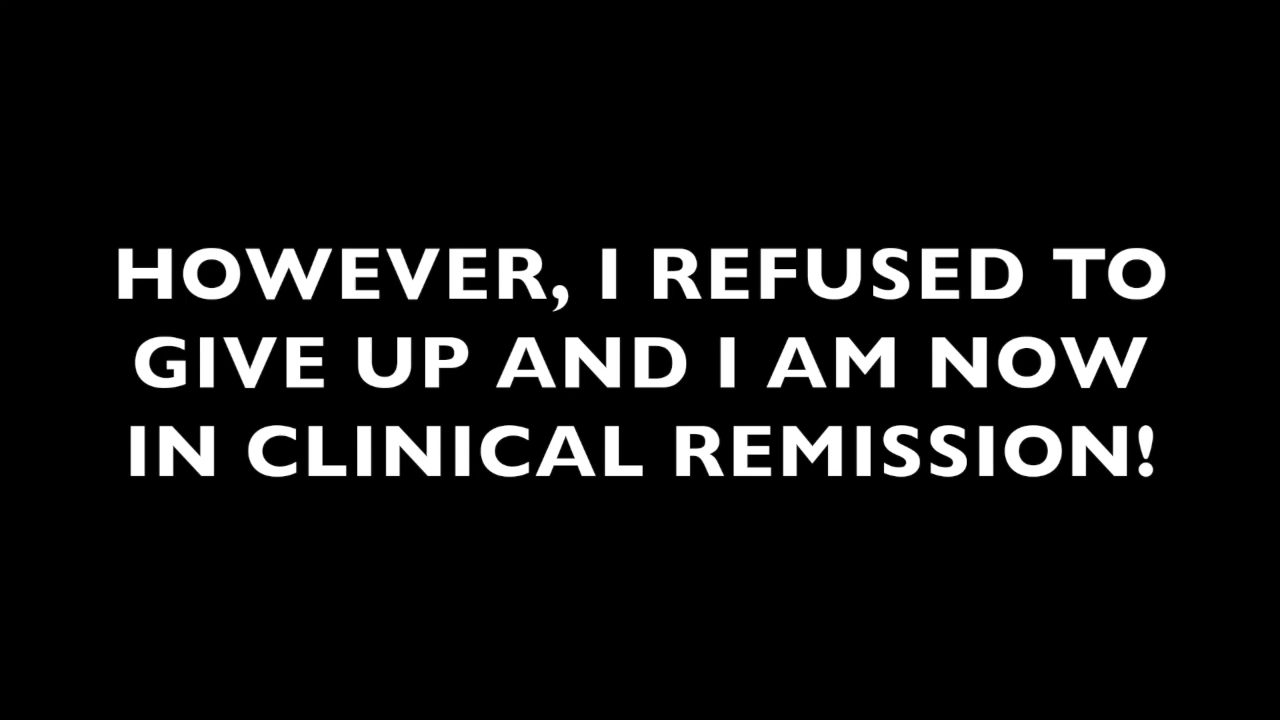 HOWEVER, I REFUSED TO
GIVE UP AND I AM NOW
IN CLINICAL REMISSION!